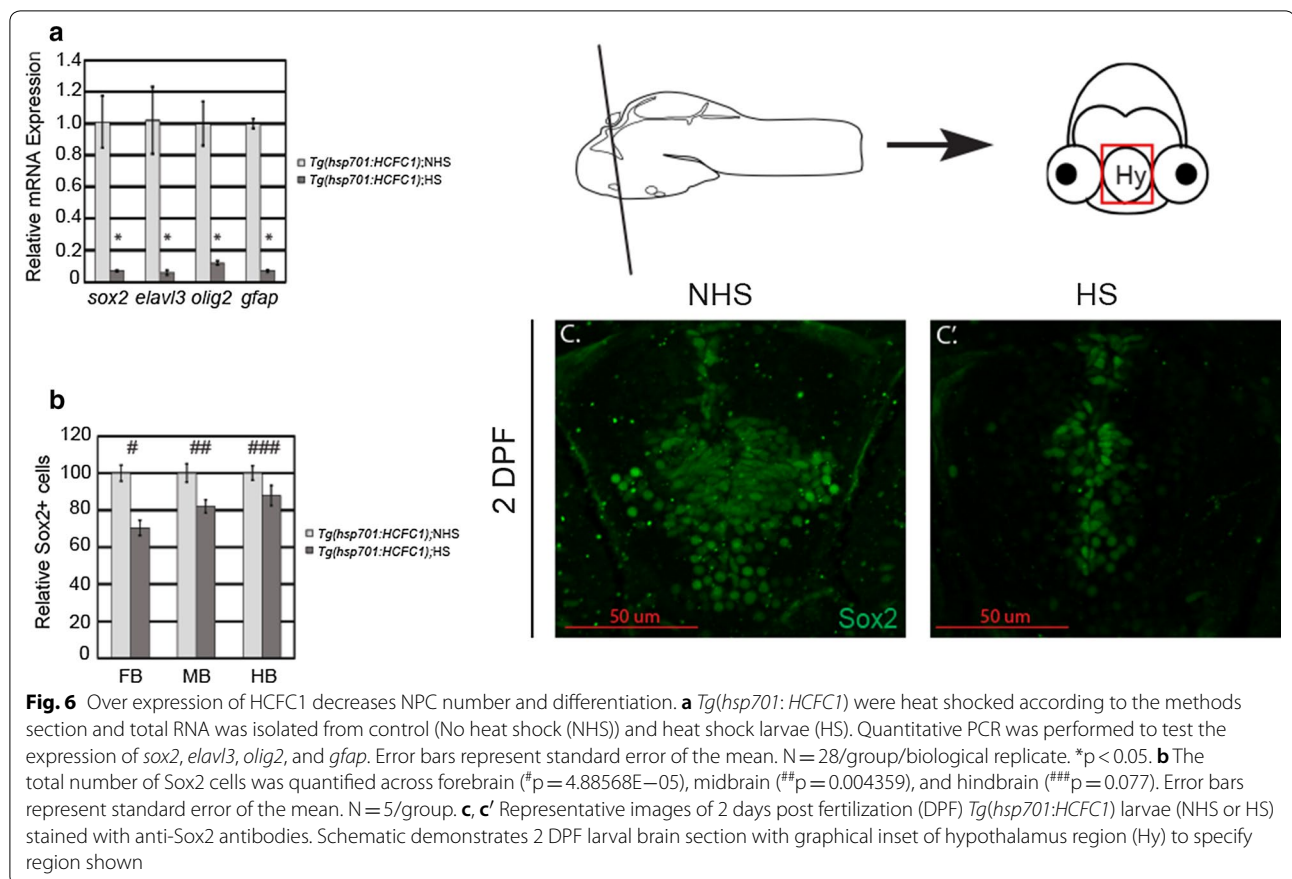 a
1.4
1.2
1.0
0.8
0.6
0.4
0.2
0
Relative mRNA Expression
* * * *
sox2 elavl3 olig2 gfap
Tg(hsp701:HCFC1);NHS
Tg(hsp701:HCFC1);HS
Hy
b
120
100
80
60
40
20
0
Relative Sox2+ cells
# ## ###
FB MB HB
Tg(hsp701:HCFC1);NHS
Tg(hsp701:HCFC1);HS
NHS
HS
2 DPF
C.
50 um
Sox2
C'.
50 um
Fig. 6 Over expression of HCFC1 decreases NPC number and differentiation. a Tg(hsp701: HCFC1) were heat shocked according to the methods
section and total RNA was isolated from control (No heat shock (NHS)) and heat shock larvae (HS). Quantitative PCR was performed to test the
expression of sox2, elavl3, olig2, and gfap. Error bars represent standard error of the mean. N = 28/group/biological replicate. *p < 0.05. b The
total number of Sox2 cells was quantified across forebrain (#p = 4.88568E−05), midbrain (##p = 0.004359), and hindbrain (###p = 0.077). Error bars
represent standard error of the mean. N = 5/group. c, c′ Representative images of 2 days post fertilization (DPF) Tg(hsp701:HCFC1) larvae (NHS or HS)
stained with anti-Sox2 antibodies. Schematic demonstrates 2 DPF larval brain section with graphical inset of hypothalamus region (Hy) to specify
region shown